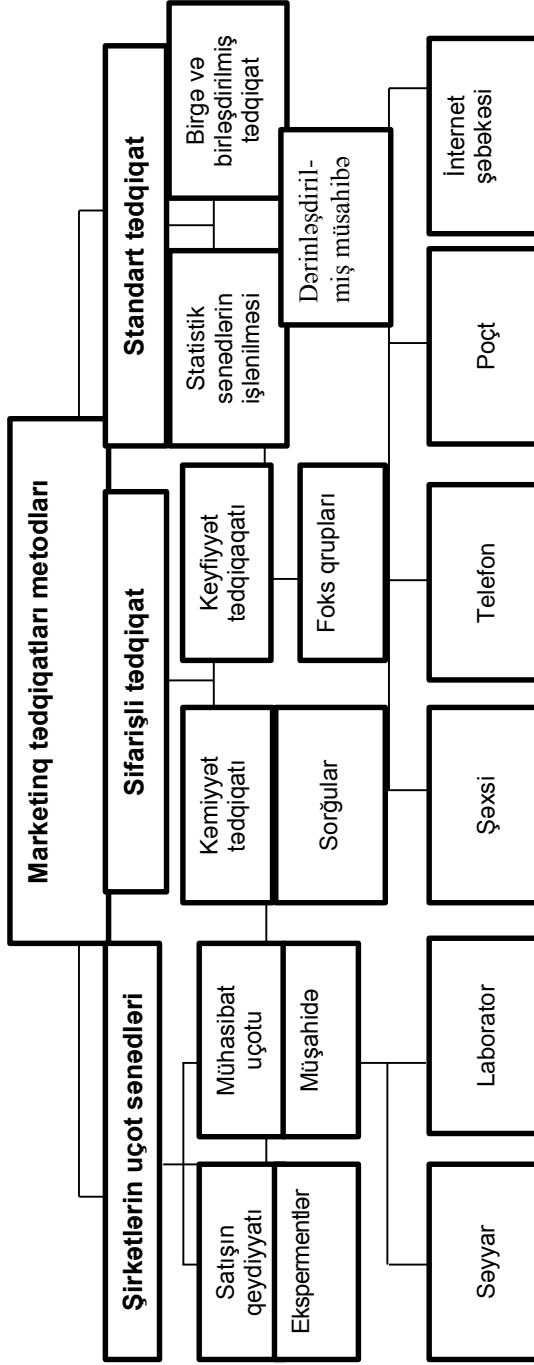 Marketinq tədqiqatları metodları
Şirkətlərin uçot sənədləri
Sifarişli tədqiqat
Standart tədqiqat
Satışın
qeydiyyatı
Mühasibat
uçotu
Kəmiyyət
tədqiqatı
Keyfiyyət
tədqiqaqatı
Statistik
sənədlərin
işlənilməsi
Birgə və
birləşdirilmiş
tədqiqat
Ekspermentlər
Müşahidə
Sorğular
Foks qrupları
Dərinləşdiril-
miş müsahibə
Səyyar
Laborator
Şəxsi
Telefon
Poçt
İnternet
şəbəkəsi